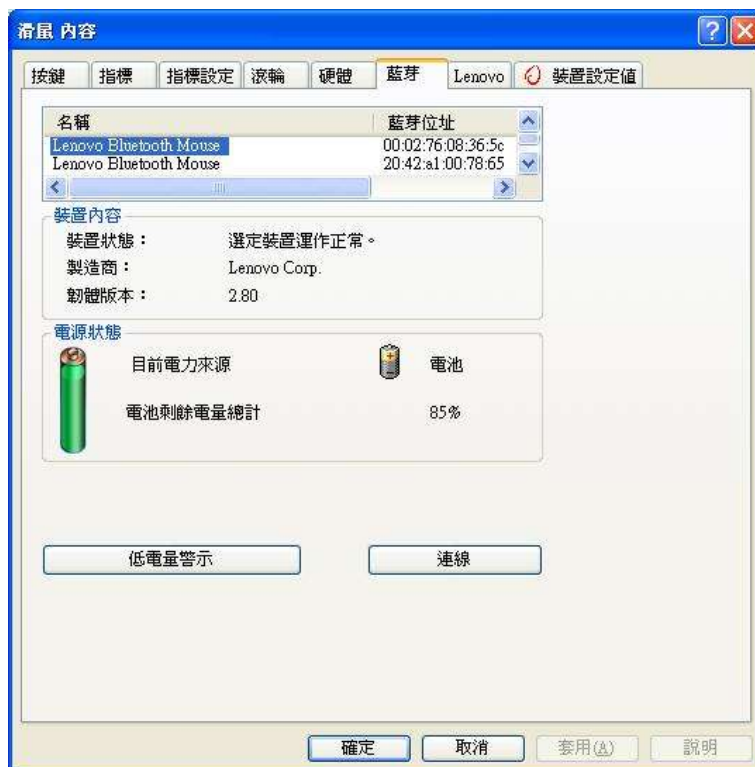 滑鼠 內容
按鍵 指標 指標設定 滾輪 硬體 藍芽 Lenovo 裝置設定值
名稱 藍芽位址
Lenovo Bluetooth Mouse 00:02:76:08:36:5c
Lenovo Bluetooth Mouse 20:42:a1:00:78:65
裝置內容
裝置狀態： 選定裝置運作正常。
製造商： Lenovo Corp.
韌體版本： 2.80
電源狀態
目前電力來源 電池
電池剩餘電量總計 85%
低電量警示 連線
確定 取消 套用(A) 說明